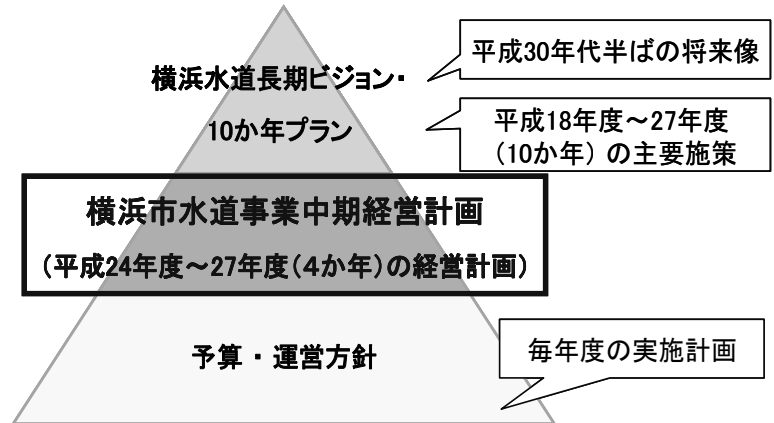 横浜水道長期ビジョン・
10か年プラン
平成30年代半ばの将来像
平成18年度～27年度
（10か年）の主要施策
横浜市水道事業中期経営計画
（平成24年度～27年度（４か年）の経営計画）
予算・運営方針
毎年度の実施計画